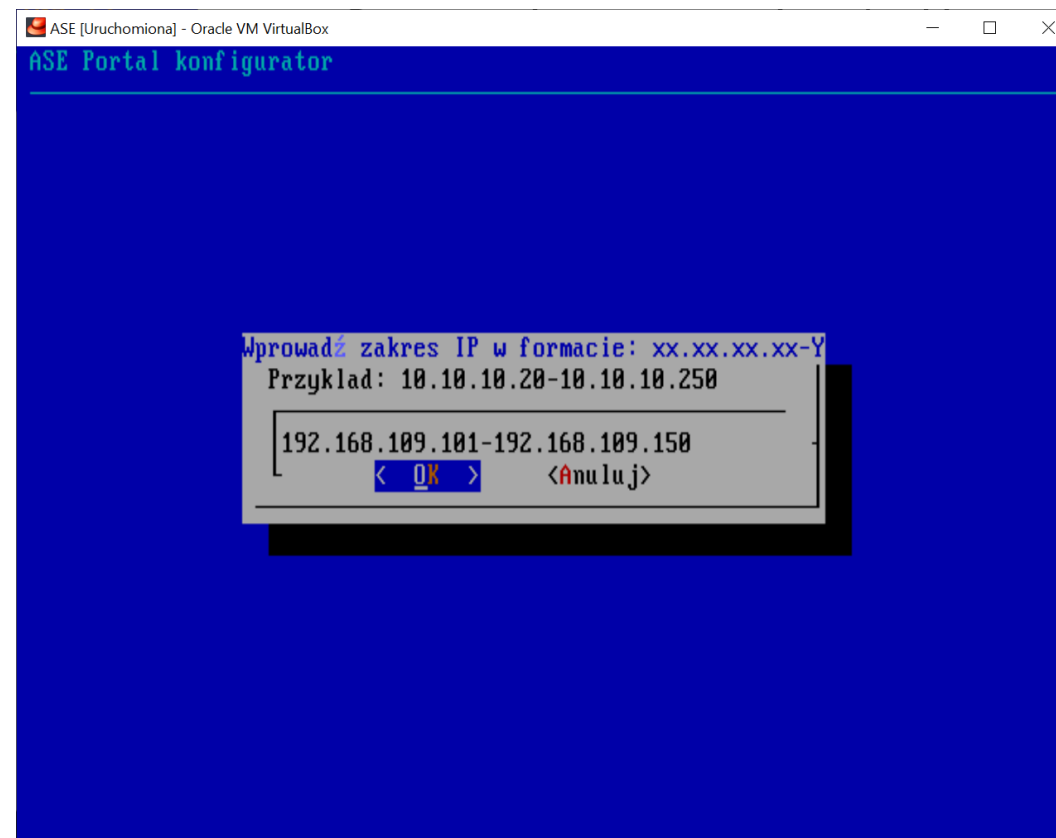 ASE [Uruchomiona] - Oracle VM VirtualBox
ASE Portal konfigurator
Wprowadź zakres IP w formacie: xx.xx.xx.xx-Y
Przyklad: 10.10.10.20-10.10.10.250
192.168.109.101-192.168.109.150
< OK > <Anuluj>